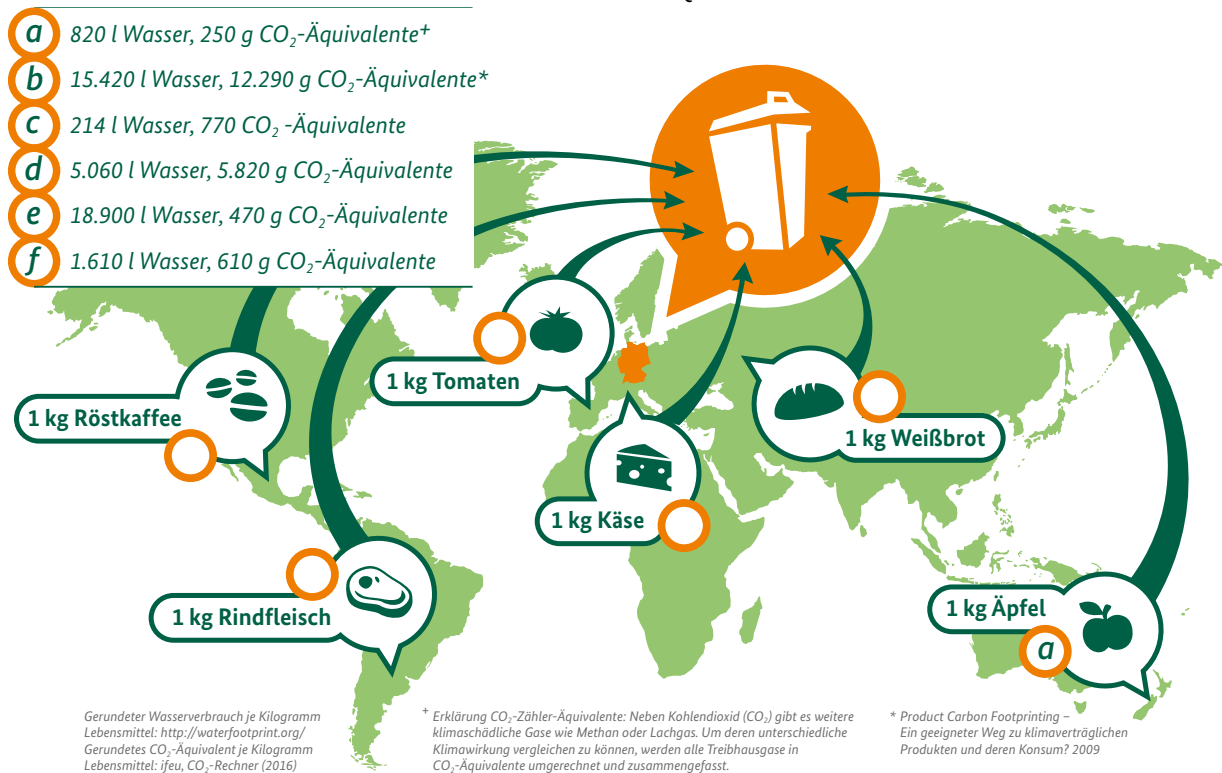 a 820 l Wasser, 250 g CO₂-Äquivalente⁺
b 15.420 l Wasser, 12.290 g CO₂-Äquivalente*
c 214 l Wasser, 770 CO₂ -Äquivalente
d 5.060 l Wasser, 5.820 g CO₂-Äquivalente
e 18.900 l Wasser, 470 g CO₂-Äquivalente
f 1.610 l Wasser, 610 g CO₂-Äquivalente
1 kg Tomaten
1 kg Röstkaffee
1 kg Weißbrot
1 kg Käse
1 kg Rindfleisch
1 kg Äpfel
a
Gerundeter Wasserverbrauch je Kilogramm
Lebensmittel: http://waterfootprint.org/
Gerundetes CO₂-Äquivalent je Kilogramm
Lebensmittel: ifeu, CO₂-Rechner (2016)
⁺ Erklärung CO₂-Zähler-Äquivalente: Neben Kohlendioxid (CO₂) gibt es weitere
klimaschädliche Gase wie Methan oder Lachgas. Um deren unterschiedliche
Klimawirkung vergleichen zu können, werden alle Treibhausgase in
CO₂-Äquivalente umgerechnet und zusammengefasst.
* Product Carbon Footprinting –
Ein geeigneter Weg zu klimaverträglichen
Produkten und deren Konsum? 2009